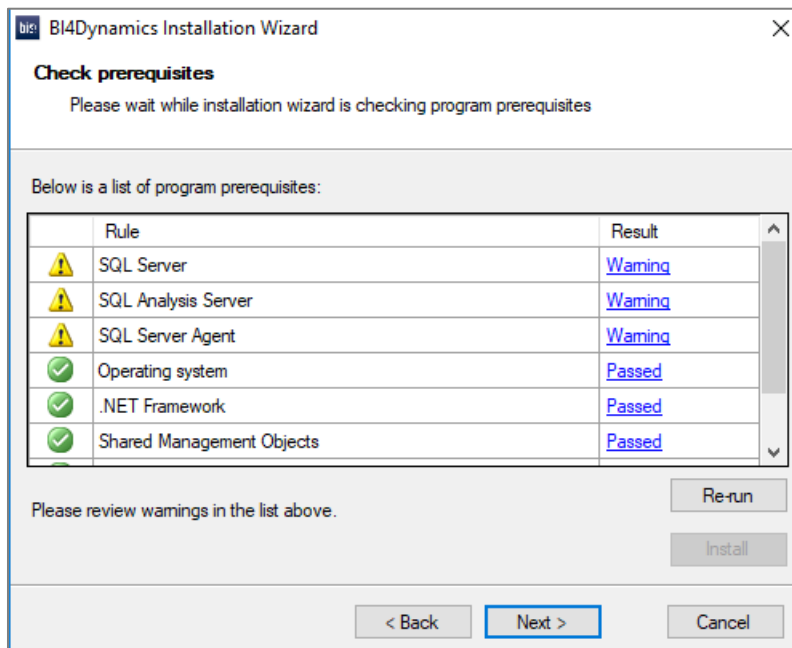 bi4 BI4Dynamics Installation Wizard
Check prerequisites
Please wait while installation wizard is checking program prerequisites
Below is a list of program prerequisites:
Rule Result
SQL Server Warning
SQL Analysis Server Warning
SQL Server Agent Warning
Operating system Passed
.NET Framework Passed
Shared Management Objects Passed
Re-run
Please review warnings in the list above.
Install
< Back Next > Cancel